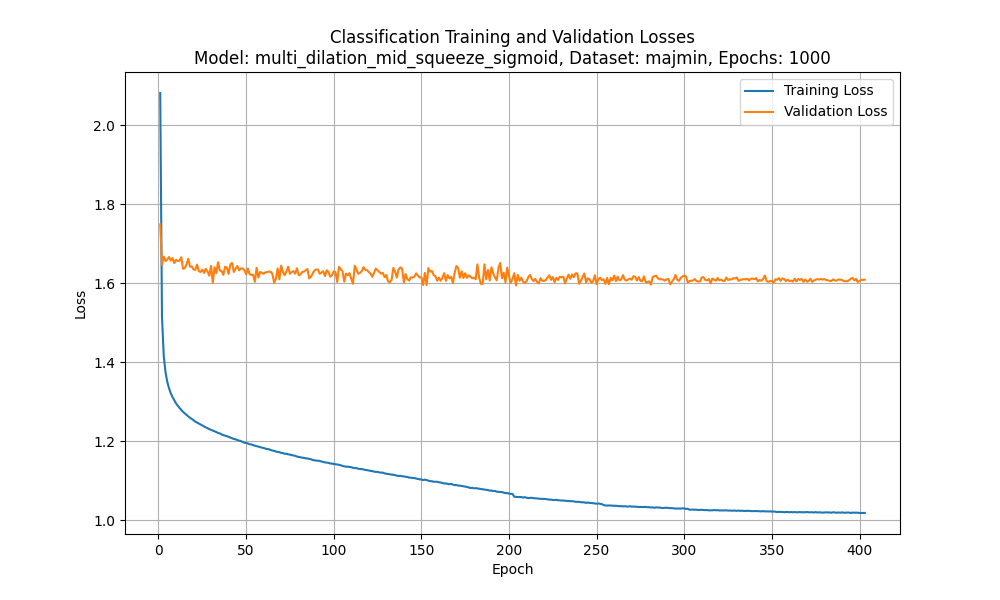 Classification Training and Validation Losses
Model: multi_dilation_mid_squeeze_sigmoid, Dataset: majmin, Epochs: 1000
Training Loss
Validation Loss
Loss
2.0
1.8
1.6
1.4
1.2
1.0
0 50 100 150 200 250 300 350 400
Epoch